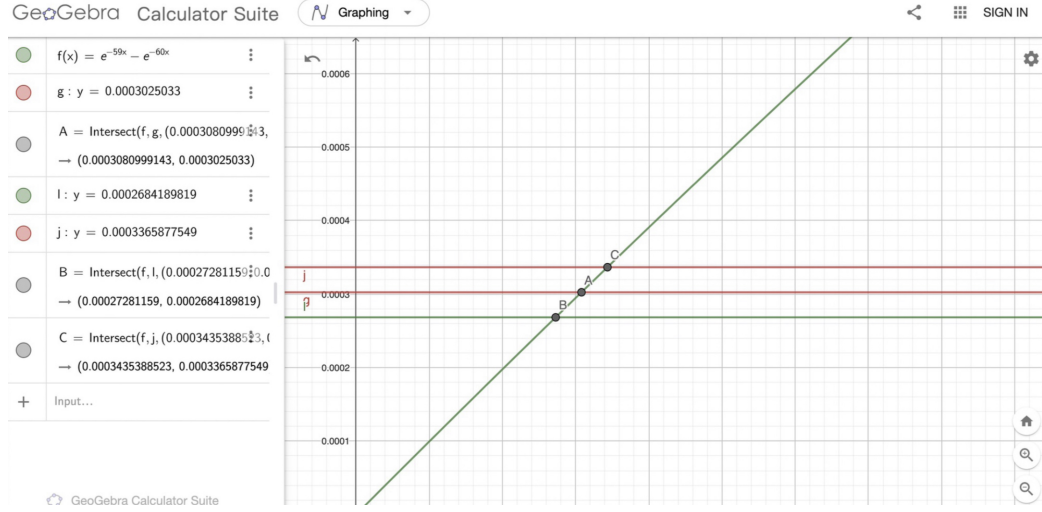 GeoGebra Calculator Suite
Graphing
SIGN IN
f(x) = e^{-59x} - e^{-60x}
g : y = 0.0003025033
A = Intersect(f, g, (0.0003080999143,
→ (0.0003080999143, 0.0003025033)
l : y = 0.0002684189819
j : y = 0.0003365877549
B = Intersect(f, l, (0.00027281159
→ (0.00027281159, 0.0002684189819)
C = Intersect(f, j, (0.0003435388523, 
→ (0.0003435388523, 0.0003365877549
Input...
GeoGebra Calculator Suite
0.0006
0.0005
0.0004
0.0003
0.0002
0.0001
j
g
C
A
B